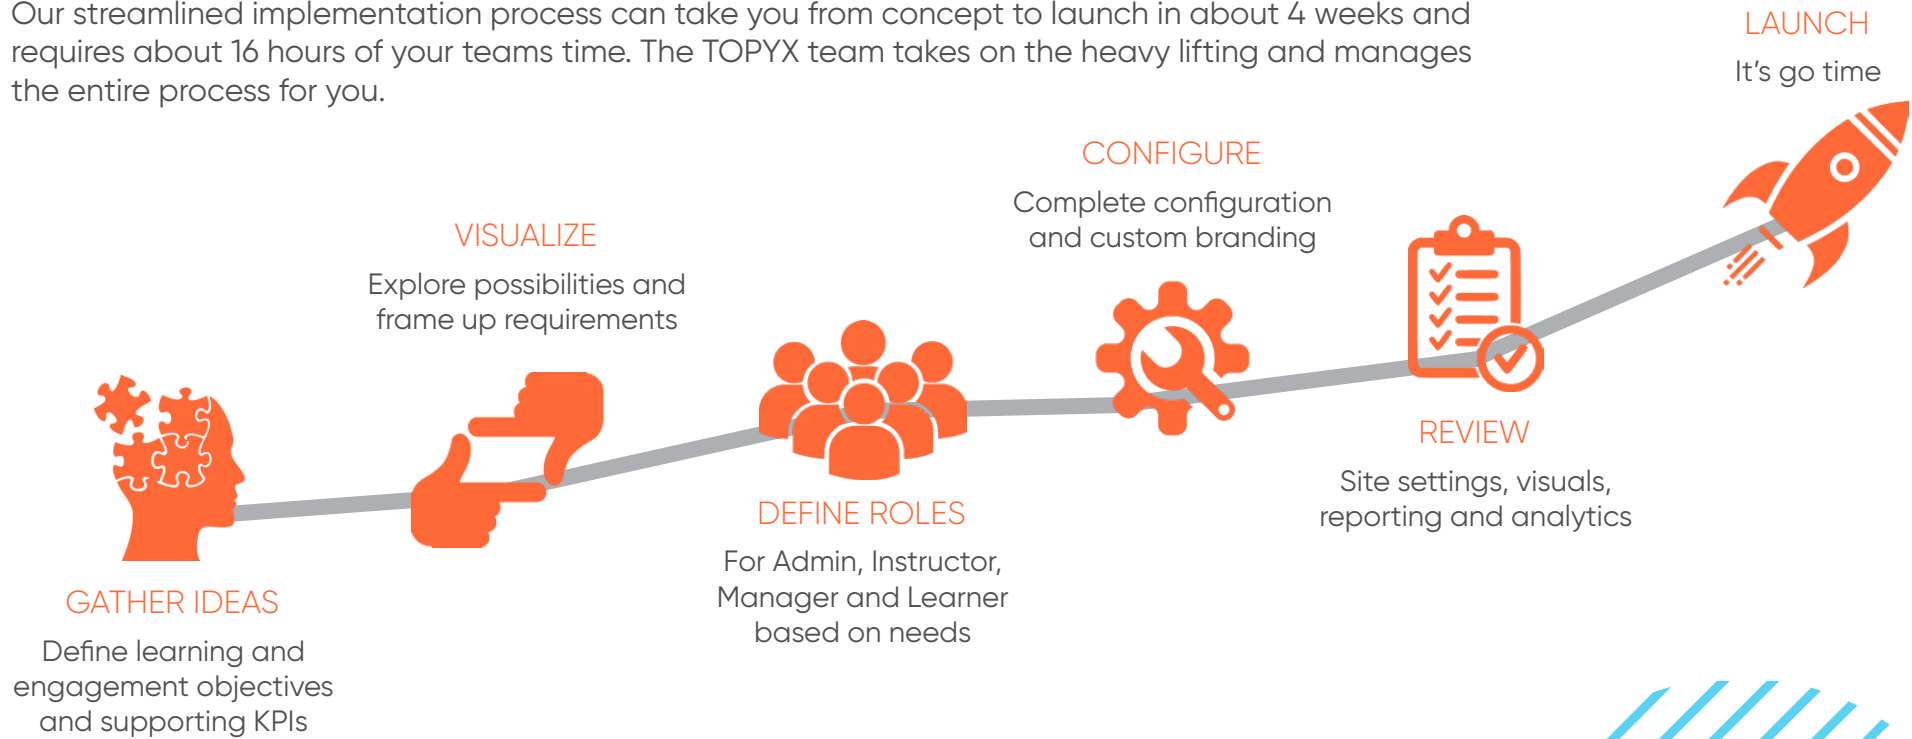 Our streamlined implementation process can take you from concept to launch in about 4 weeks and
requires about 16 hours of your teams time. The TOPYX team takes on the heavy lifting and manages
the entire process for you.
LAUNCH
It's go time
CONFIGURE
Complete configuration
and custom branding
VISUALIZE
Explore possibilities and
frame up requirements
REVIEW
Site settings, visuals,
reporting and analytics
DEFINE ROLES
For Admin, Instructor,
Manager and Learner
based on needs
GATHER IDEAS
Define learning and
engagement objectives
and supporting KPIs